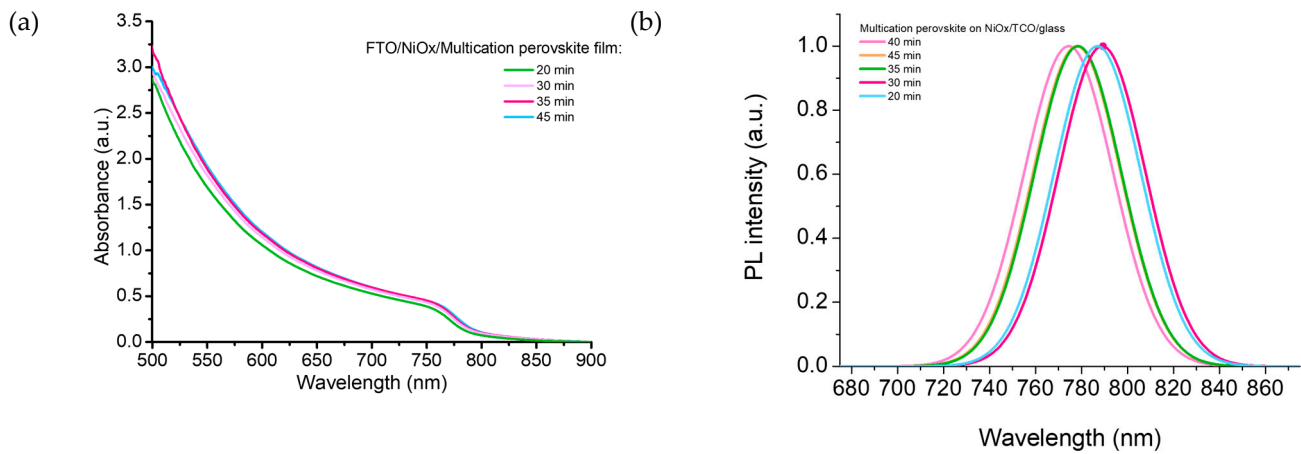 (a)
FTO/NiOx/Multication perovskite film:
20 min
30 min
35 min
45 min
Absorbance (a.u.)
3.5
3.0
2.5
2.0
1.5
1.0
0.5
0.0
500 550 600 650 700 750 800 850 900
Wavelength (nm)
(b)
Multication perovskite on NiOx/TCO/glass
40 min
45 min
35 min
30 min
20 min
PL intensity (a.u.)
1.0
0.8
0.6
0.4
0.2
0.0
680 700 720 740 760 780 800 820 840 860
Wavelength (nm)